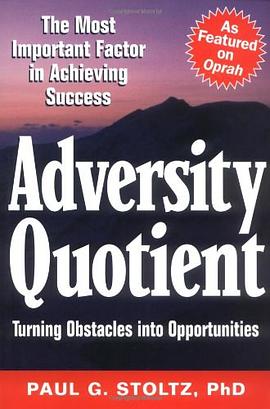 The Most
Important Factor
in Achieving
Success
As
Featured
on
Oprah
Adversity
Quotient
Turning Obstacles into Opportunities
PAUL G. STOLTZ, PhD